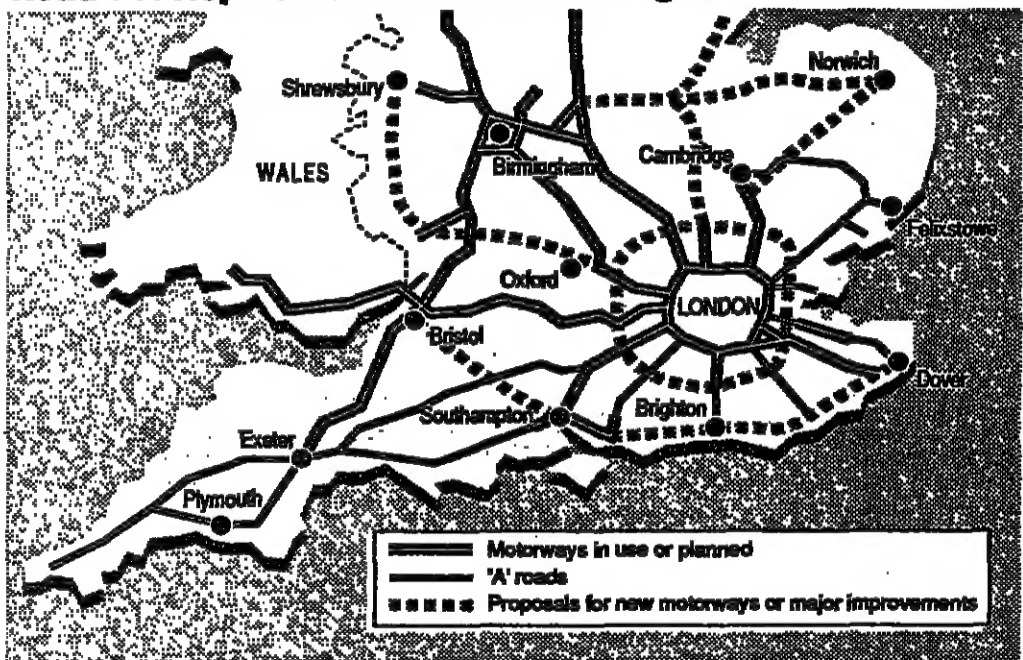 Shrewsbury
Norwich
WALES
Birmingham
Cambridge
Felixstowe
Oxford
LONDON
Bristol
Dover
Southampton
Brighton
Exeter
Plymouth
Motorways in use or planned
'A' roads
Proposals for new motorways or major improvements